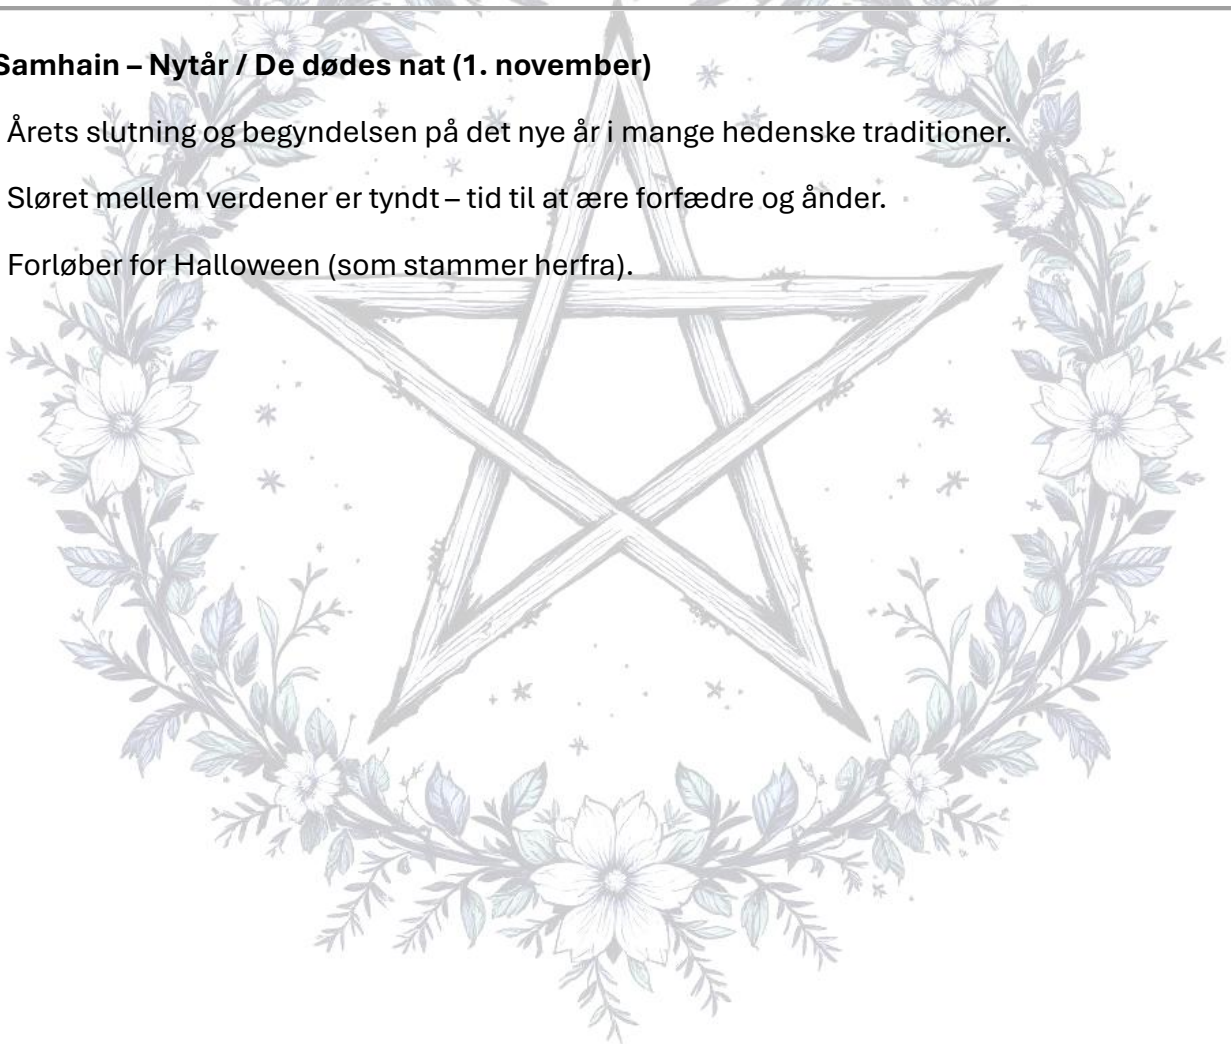 Samhain – Nytår / De dødes nat (1. november)
Årets slutning og begyndelsen på det nye år i mange hedenske traditioner.
Sløret mellem verdener er tyndt – tid til at ære forfædre og ånder.
Forløber for Halloween (som stammer herfra).